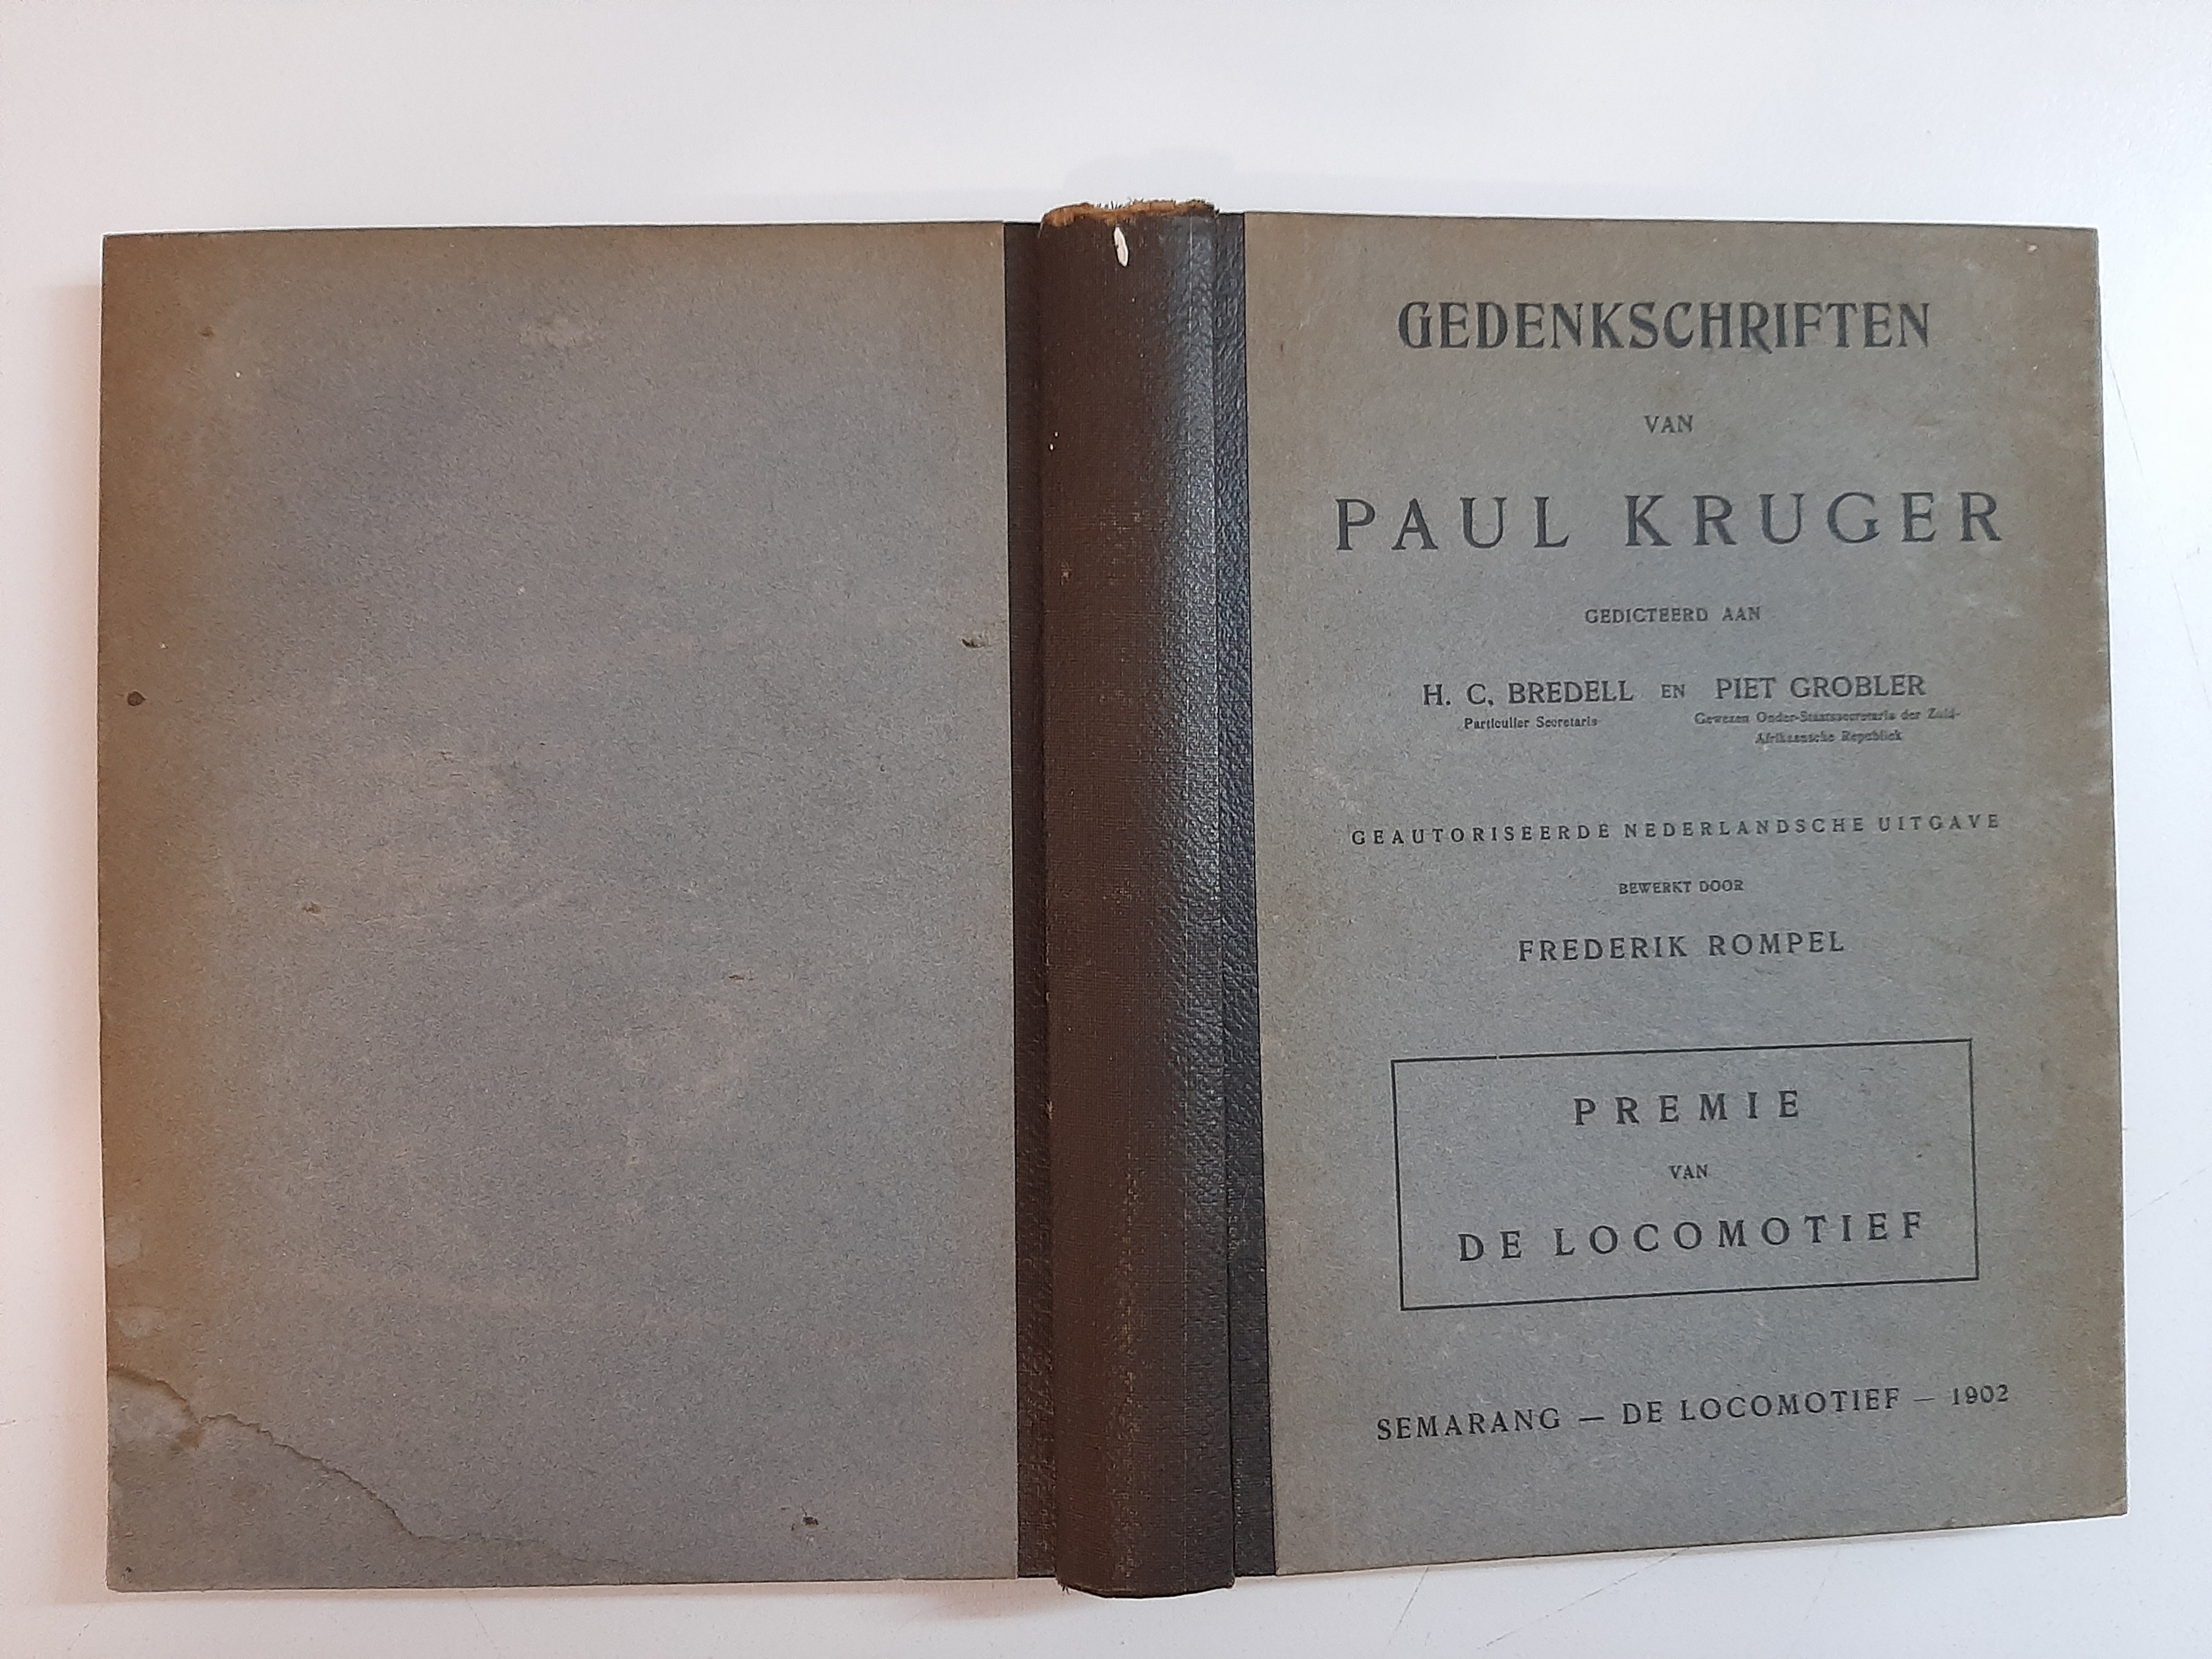 GEDENKSCHRIFTEN
VAN
PAUL KRUGER
GEDICTEERD AAN
H. C. BREDELL EN PIET GROBLER
Particulier Secretaris
Gewezen Onder-Staatssecretaris der Zuid-
Afrikaansche Republiek
GEAUTORISEERDE NEDERLANDSCHE UITGAVE
BEWERKT DOOR
FREDERIK ROMPEL
PREMIE
VAN
DE LOCOMOTIEF
SEMARANG — DE LOCOMOTIEF — 1902